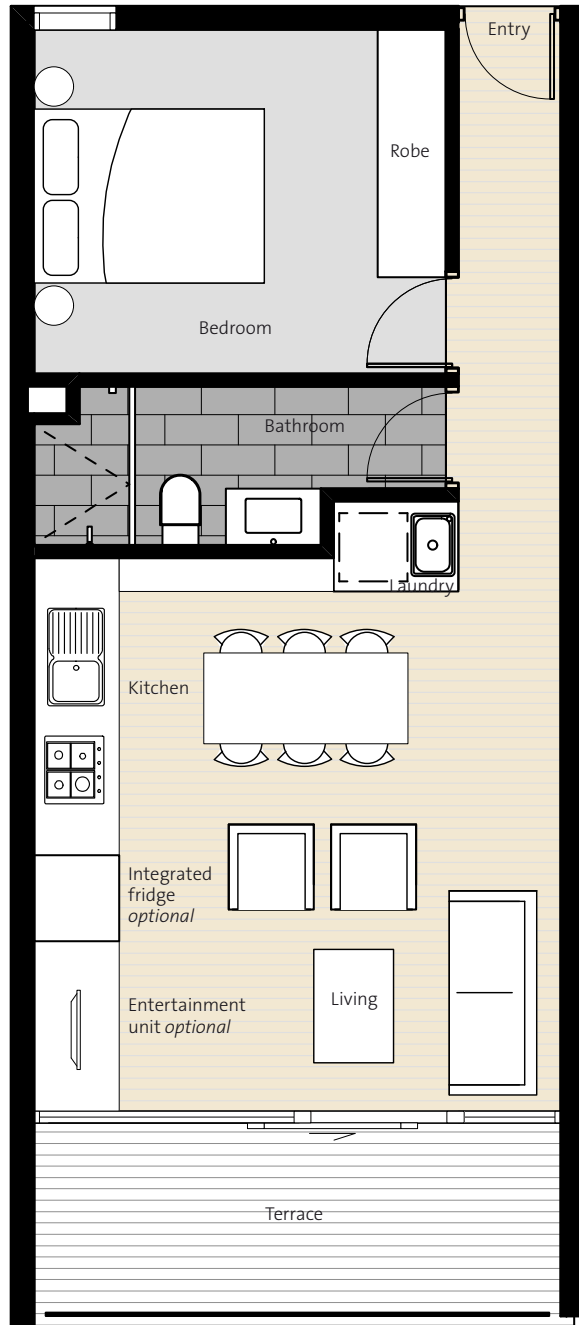 Entry
Robe
Bedroom
Bathroom
Laundry
Kitchen
Integrated
fridge
optional
Entertainment
unit optional
Living
Terrace